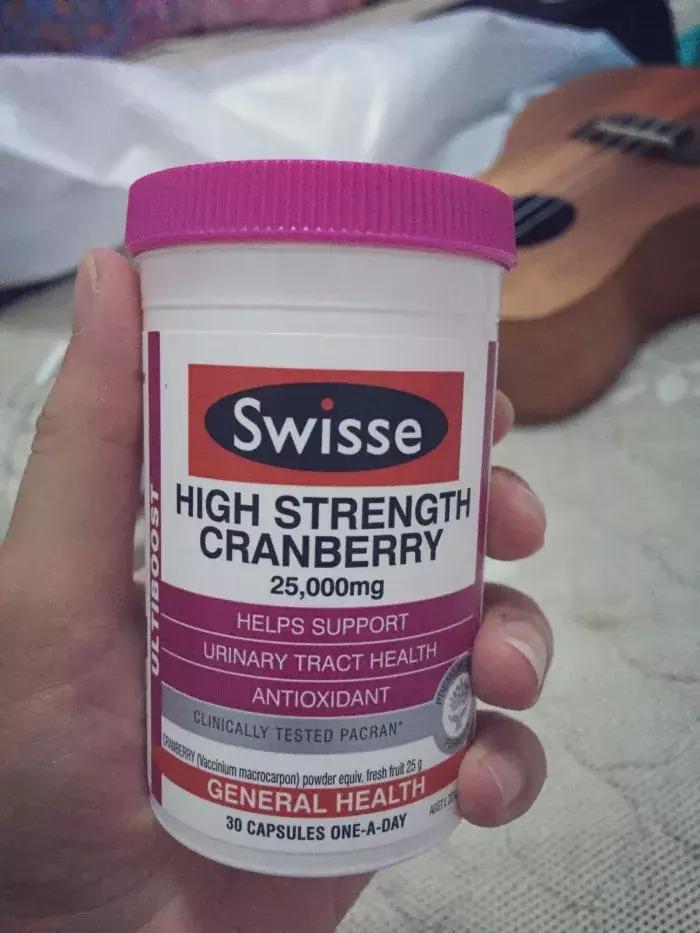 Swisse
ULTIBOOST
HIGH STRENGTH
CRANBERRY
25,000mg
HELPS SUPPORT
URINARY TRACT HEALTH
ANTIOXIDANT
CLINICALLY TESTED PACRAN*
CRANBERRY (Vaccinium macrocarpon) powder equiv. fresh fruit 25 g
GENERAL HEALTH
30 CAPSULES ONE-A-DAY
AUST L